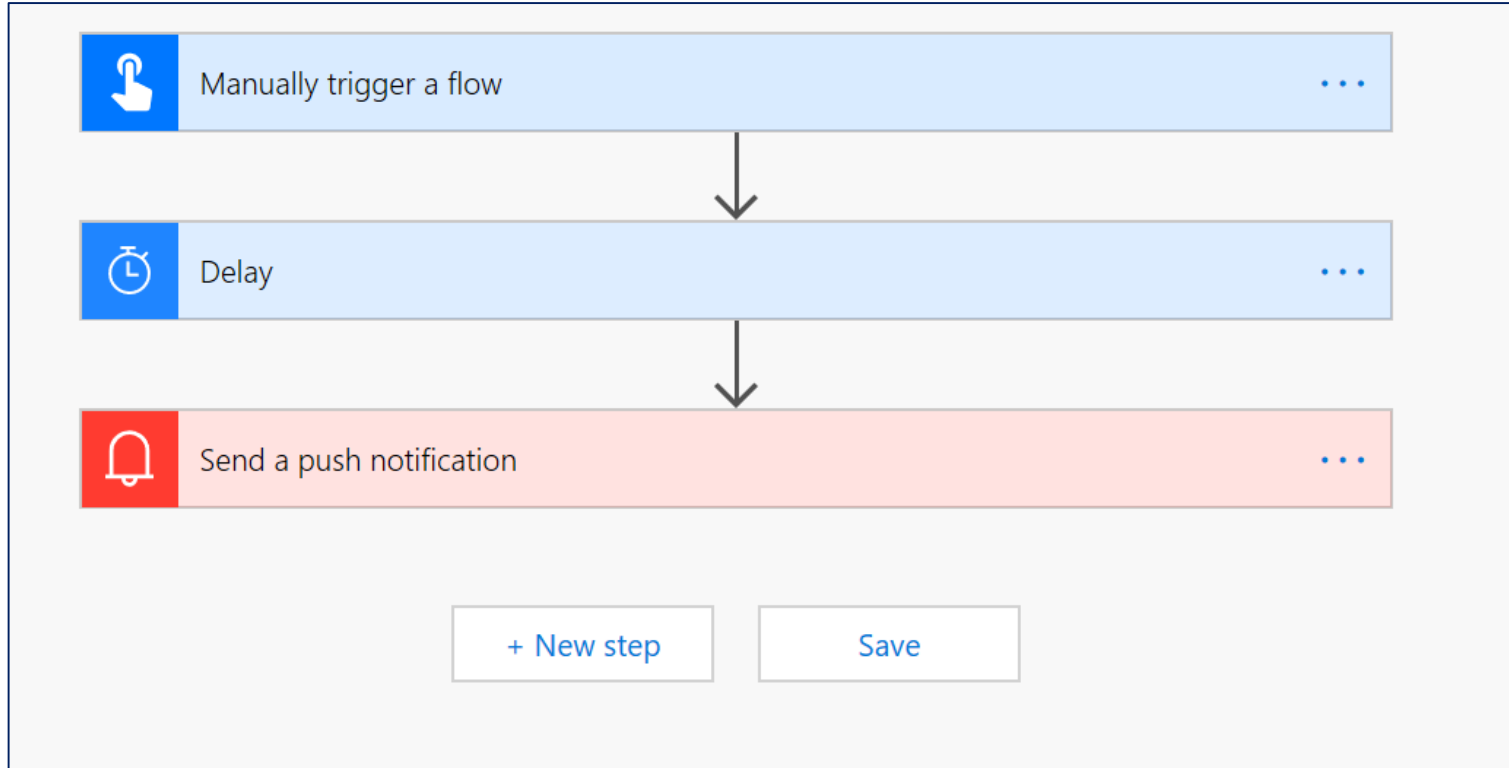 Manually trigger a flow
Delay
Send a push notification
+ New step
Save